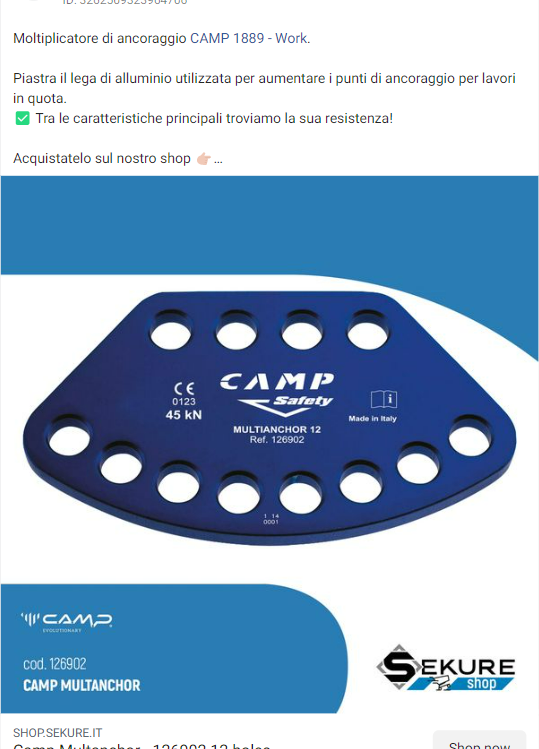 Moltiplicatore di ancoraggio CAMP 1889 - Work.
Piastra il lega di alluminio utilizzata per aumentare i punti di ancoraggio per lavori
in quota.
✅ Tra le caratteristiche principali troviamo la sua resistenza!
Acquistatelo sul nostro shop 👉🏻 ...
CE
0123
45 kN
CAMP
Safety
MULTIANCHOR 12
Ref. 126902
i
Made in Italy
1 14
0001
CAMP
EVOLUTIONARY
cod. 126902
CAMP MULTANCHOR
SEKURE
shop
SHOP.SEKURE.IT
Camp Multanchor - 126902 12 holes
Shop now